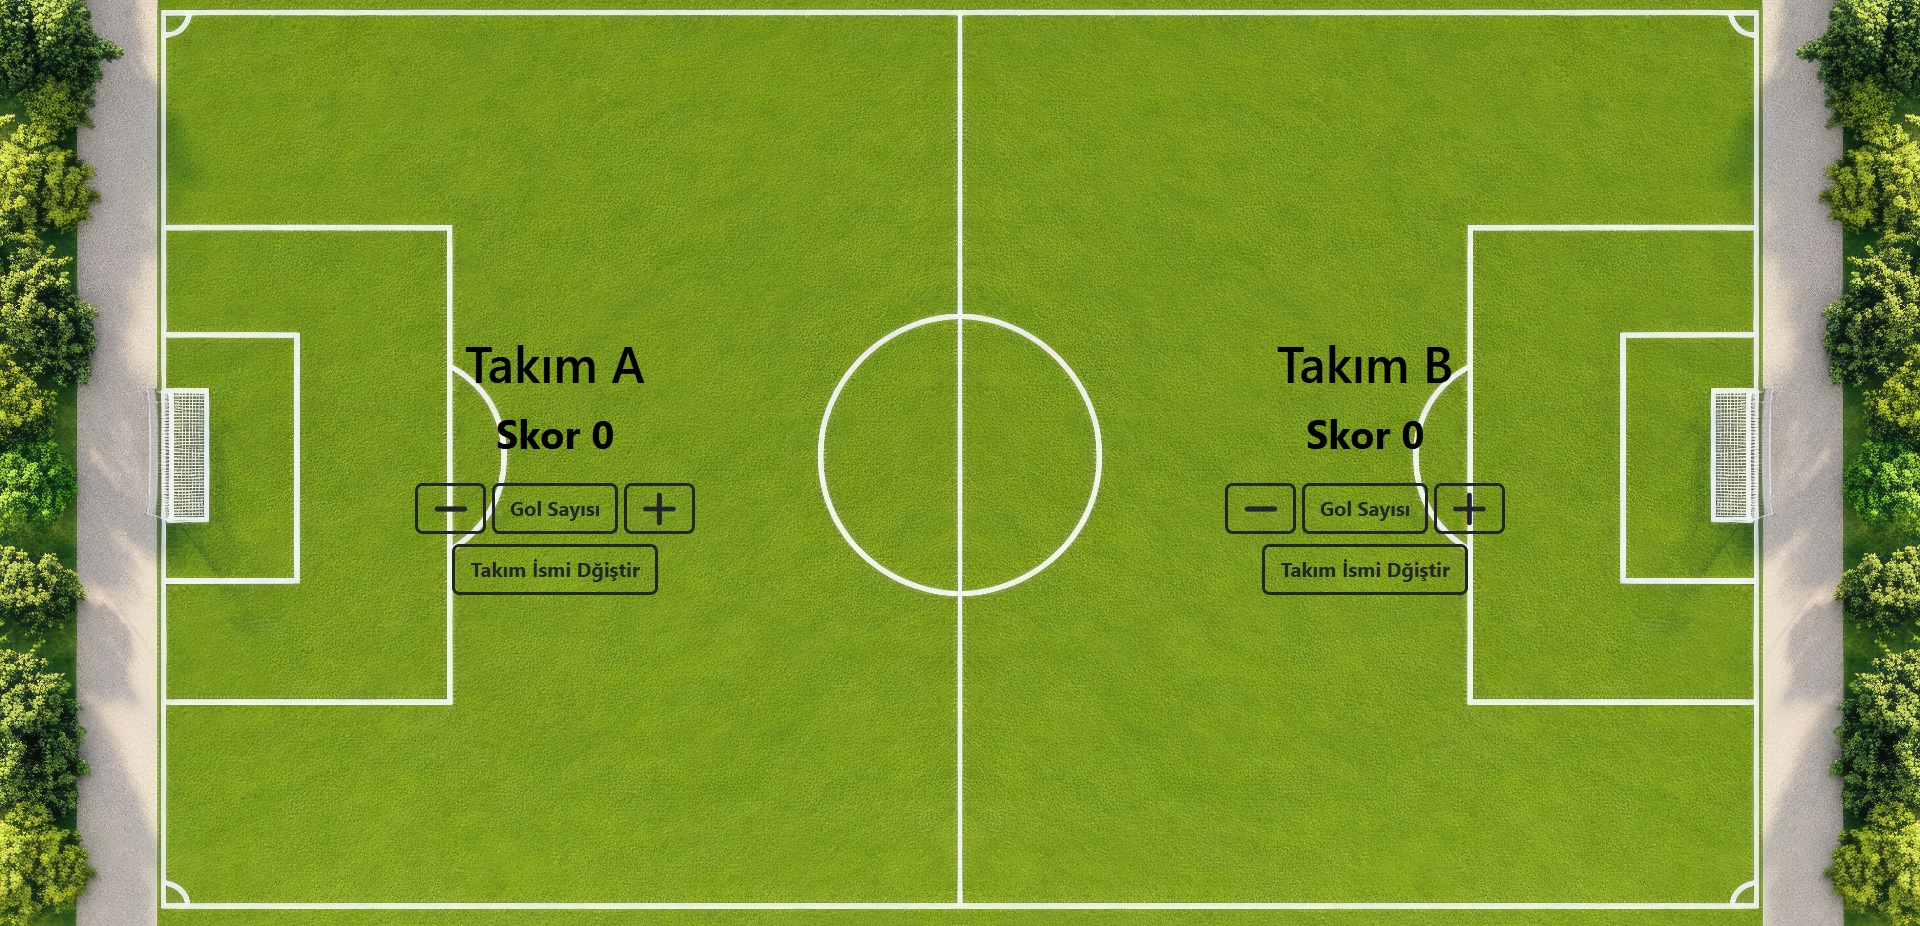 Takım A
Skor 0
Gol Sayısı
Takım İsmi Dğiştir
Takım B
Skor 0
Gol Sayısı
Takım İsmi Dğiştir